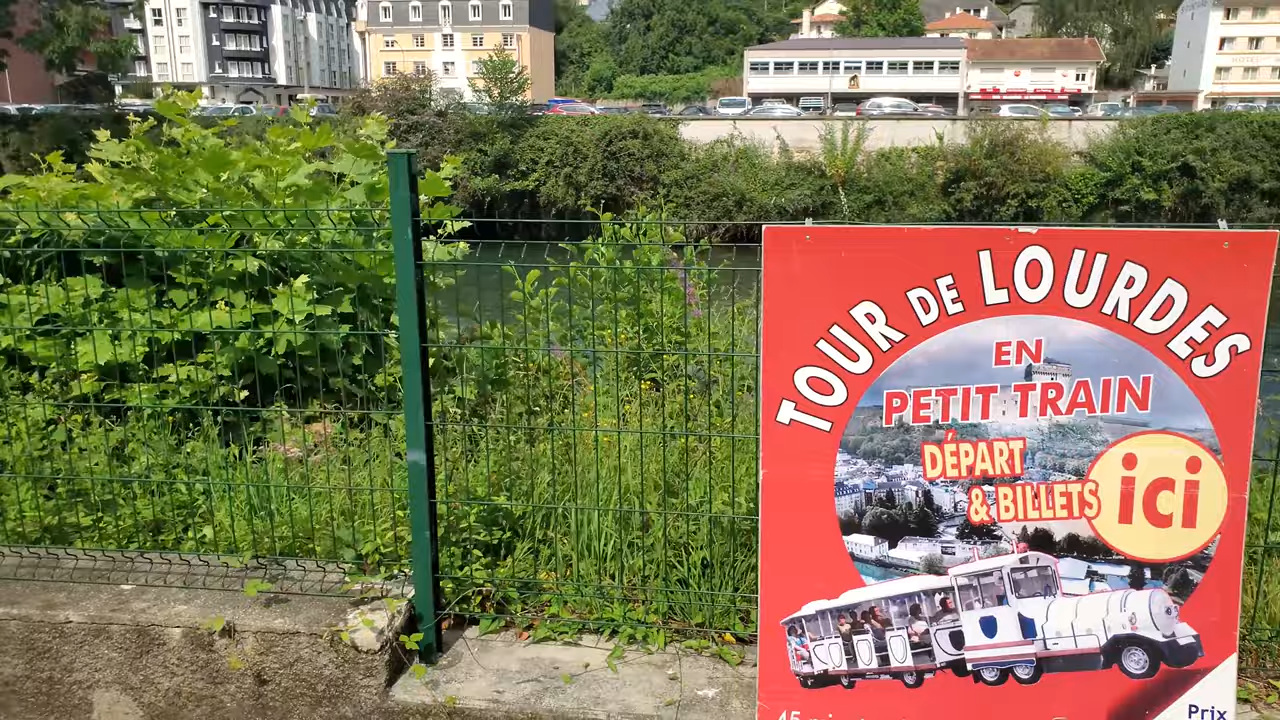 TOUR DE LOURDES
EN
PETIT TRAIN
DÉPART
& BILLETS
ici
Prix